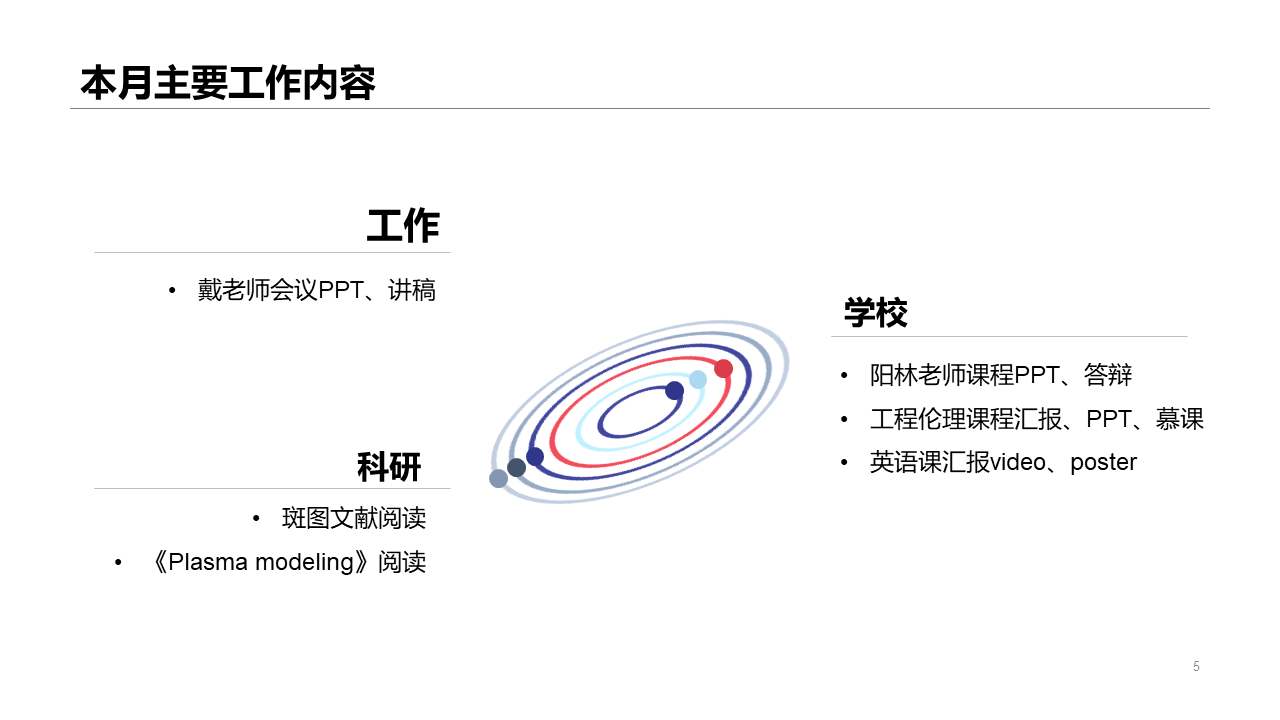 本月主要工作内容
工作
• 戴老师会议PPT、讲稿
科研
• 斑图文献阅读
• 《Plasma modeling》阅读
学校
• 阳林老师课程PPT、答辩
• 工程伦理课程汇报、PPT、慕课
• 英语课汇报video、poster
5